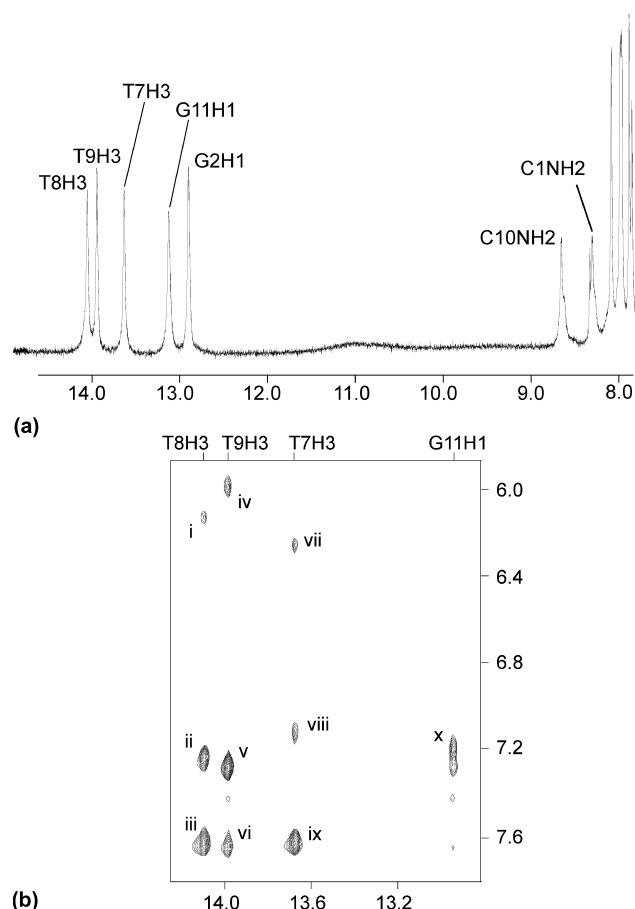 T7H3
G11H1
T9H3
G2H1
T8H3
C1NH2
C10NH2
14.0 13.0 12.0 11.0 10.0 9.0 8.0
(a)
T8H3 T9H3 T7H3 G11H1
6.0
iv
i
vii
6.4
6.8
viii
x
ii
v
7.2
iii
vi
ix
7.6
(b)
14.0 13.6 13.2